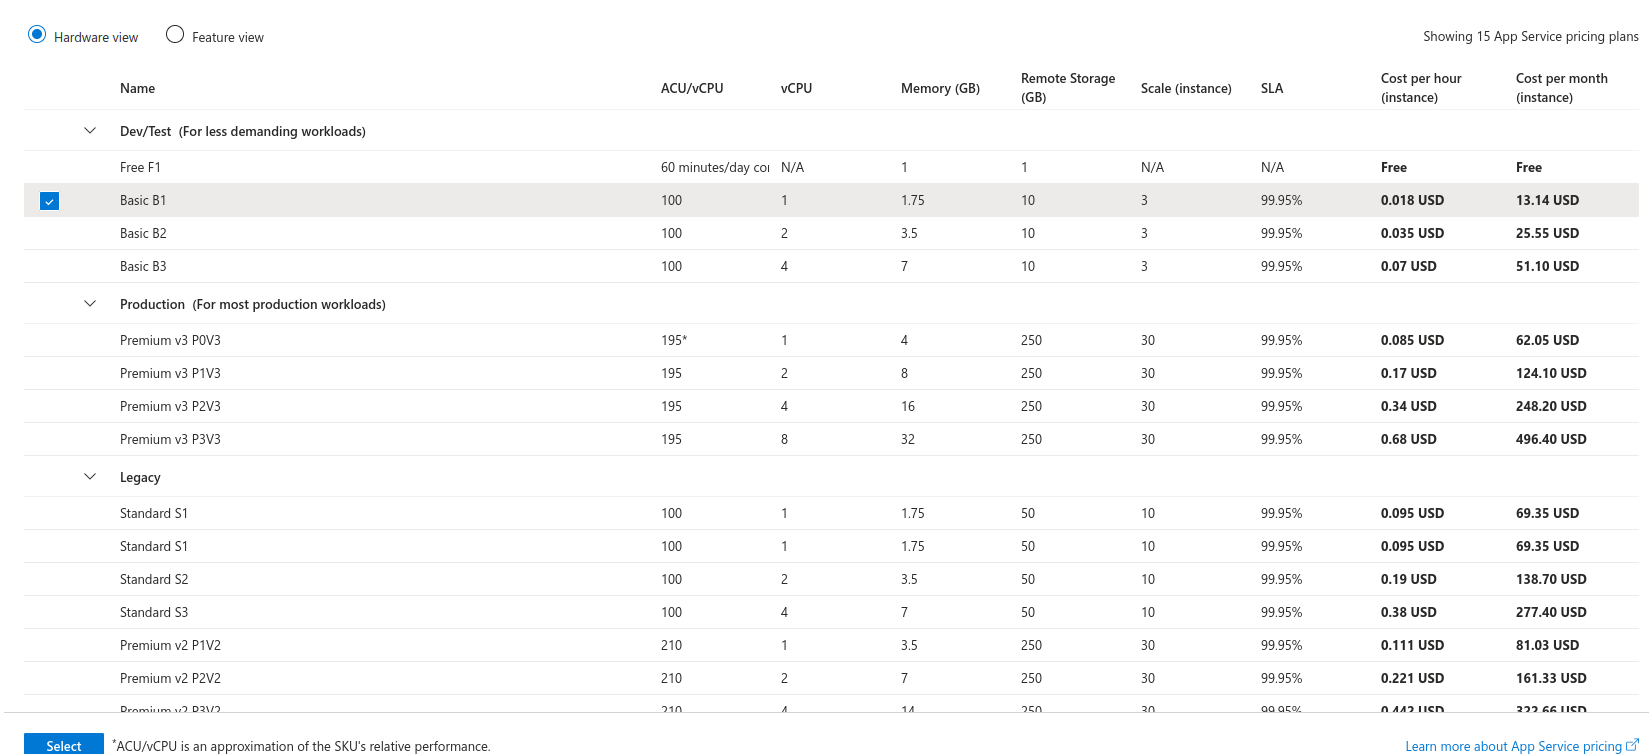 Hardware view Feature view Showing 15 App Service pricing plans
Name ACU/vCPU vCPU Memory (GB) Remote Storage (GB) Scale (instance) SLA Cost per hour (instance) Cost per month (instance)
Dev/Test (For less demanding workloads)
Free F1 60 minutes/day N/A 1 1 N/A N/A Free Free
Basic B1 100 1 1.75 10 3 99.95% 0.018 USD 13.14 USD
Basic B2 100 2 3.5 10 3 99.95% 0.035 USD 25.55 USD
Basic B3 100 4 7 10 3 99.95% 0.07 USD 51.10 USD
Production (For most production workloads)
Premium v3 P0V3 195* 1 4 250 30 99.95% 0.085 USD 62.05 USD
Premium v3 P1V3 195 2 8 250 30 99.95% 0.17 USD 124.10 USD
Premium v3 P2V3 195 4 16 250 30 99.95% 0.34 USD 248.20 USD
Premium v3 P3V3 195 8 32 250 30 99.95% 0.68 USD 496.40 USD
Legacy
Standard S1 100 1 1.75 50 10 99.95% 0.095 USD 69.35 USD
Standard S1 100 1 1.75 50 10 99.95% 0.095 USD 69.35 USD
Standard S2 100 2 3.5 50 10 99.95% 0.19 USD 138.70 USD
Standard S3 100 4 7 50 10 99.95% 0.38 USD 277.40 USD
Premium v2 P1V2 210 1 3.5 250 30 99.95% 0.111 USD 81.03 USD
Premium v2 P2V2 210 2 7 250 30 99.95% 0.221 USD 161.33 USD
Premium v2 P3V2 210 4 14 250 30 99.95% 0.442 USD 322.66 USD
Select *ACU/vCPU is an approximation of the SKU's relative performance. Learn more about App Service pricing